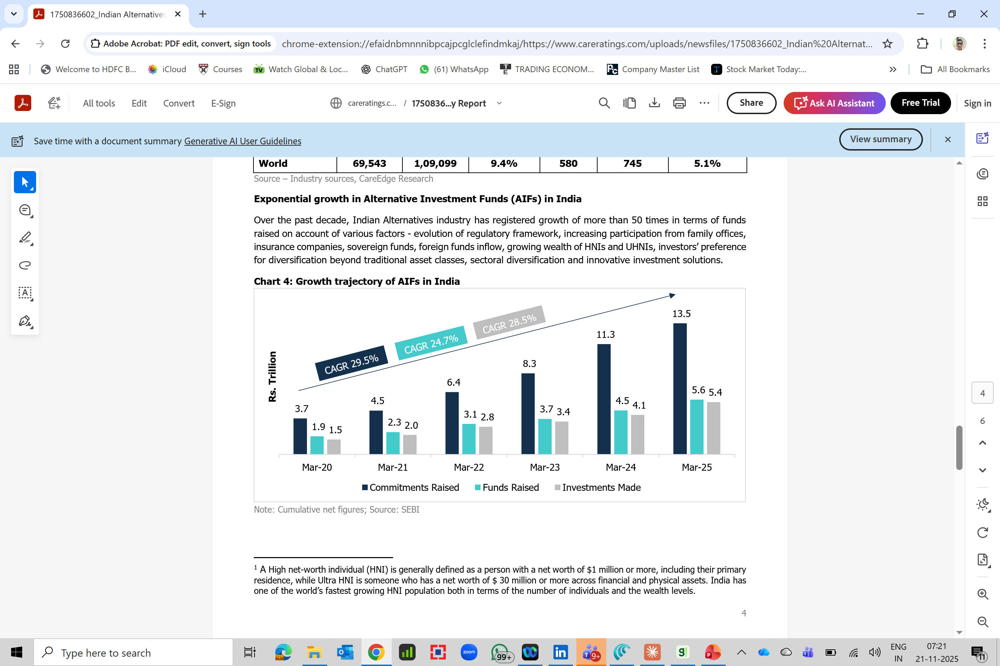 1750836602_Indian Alternatives
Adobe Acrobat: PDF edit, convert, sign tools
chrome-extension://efaidnbmnnnibpcajpcglclefindmkaj/https://www.careratings.com/uploads/newsfiles/1750836602_Indian%20Alternat...
Welcome to HDFC B...
iCloud
Courses
Watch Global & Loc...
ChatGPT
(61) WhatsApp
TRADING ECONOM...
Company Master List
Stock Market Today:...
All Bookmarks
All tools
Edit
Convert
E-Sign
careratings.c... / 1750836...y Report
Share
Ask AI Assistant
Free Trial
Sign in
Save time with a document summary Generative AI User Guidelines
View summary
World 69,543 1,09,099 9.4% 580 745 5.1%
Source – Industry sources, CareEdge Research
Exponential growth in Alternative Investment Funds (AIFs) in India
Over the past decade, Indian Alternatives industry has registered growth of more than 50 times in terms of funds
raised on account of various factors - evolution of regulatory framework, increasing participation from family offices,
insurance companies, sovereign funds, foreign funds inflow, growing wealth of HNIs and UHNIs, investors’ preference
for diversification beyond traditional asset classes, sectoral diversification and innovative investment solutions.
Chart 4: Growth trajectory of AIFs in India
Rs. Trillion
CAGR 29.5%
CAGR 24.7%
CAGR 28.5%
3.7 1.9 1.5
4.5 2.3 2.0
6.4 3.1 2.8
8.3 3.7 3.4
11.3 4.5 4.1
13.5 5.6 5.4
Mar-20 Mar-21 Mar-22 Mar-23 Mar-24 Mar-25
Commitments Raised Funds Raised Investments Made
Note: Cumulative net figures; Source: SEBI
1 A High net-worth individual (HNI) is generally defined as a person with a net worth of $1 million or more, including their primary
residence, while Ultra HNI is someone who has a net worth of $ 30 million or more across financial and physical assets. India has
one of the world’s fastest growing HNI population both in terms of the number of individuals and the wealth levels.
4
4
6
Type here to search
zoom
99+
in
9+
ENG
IN
07:21
21-11-2025
11